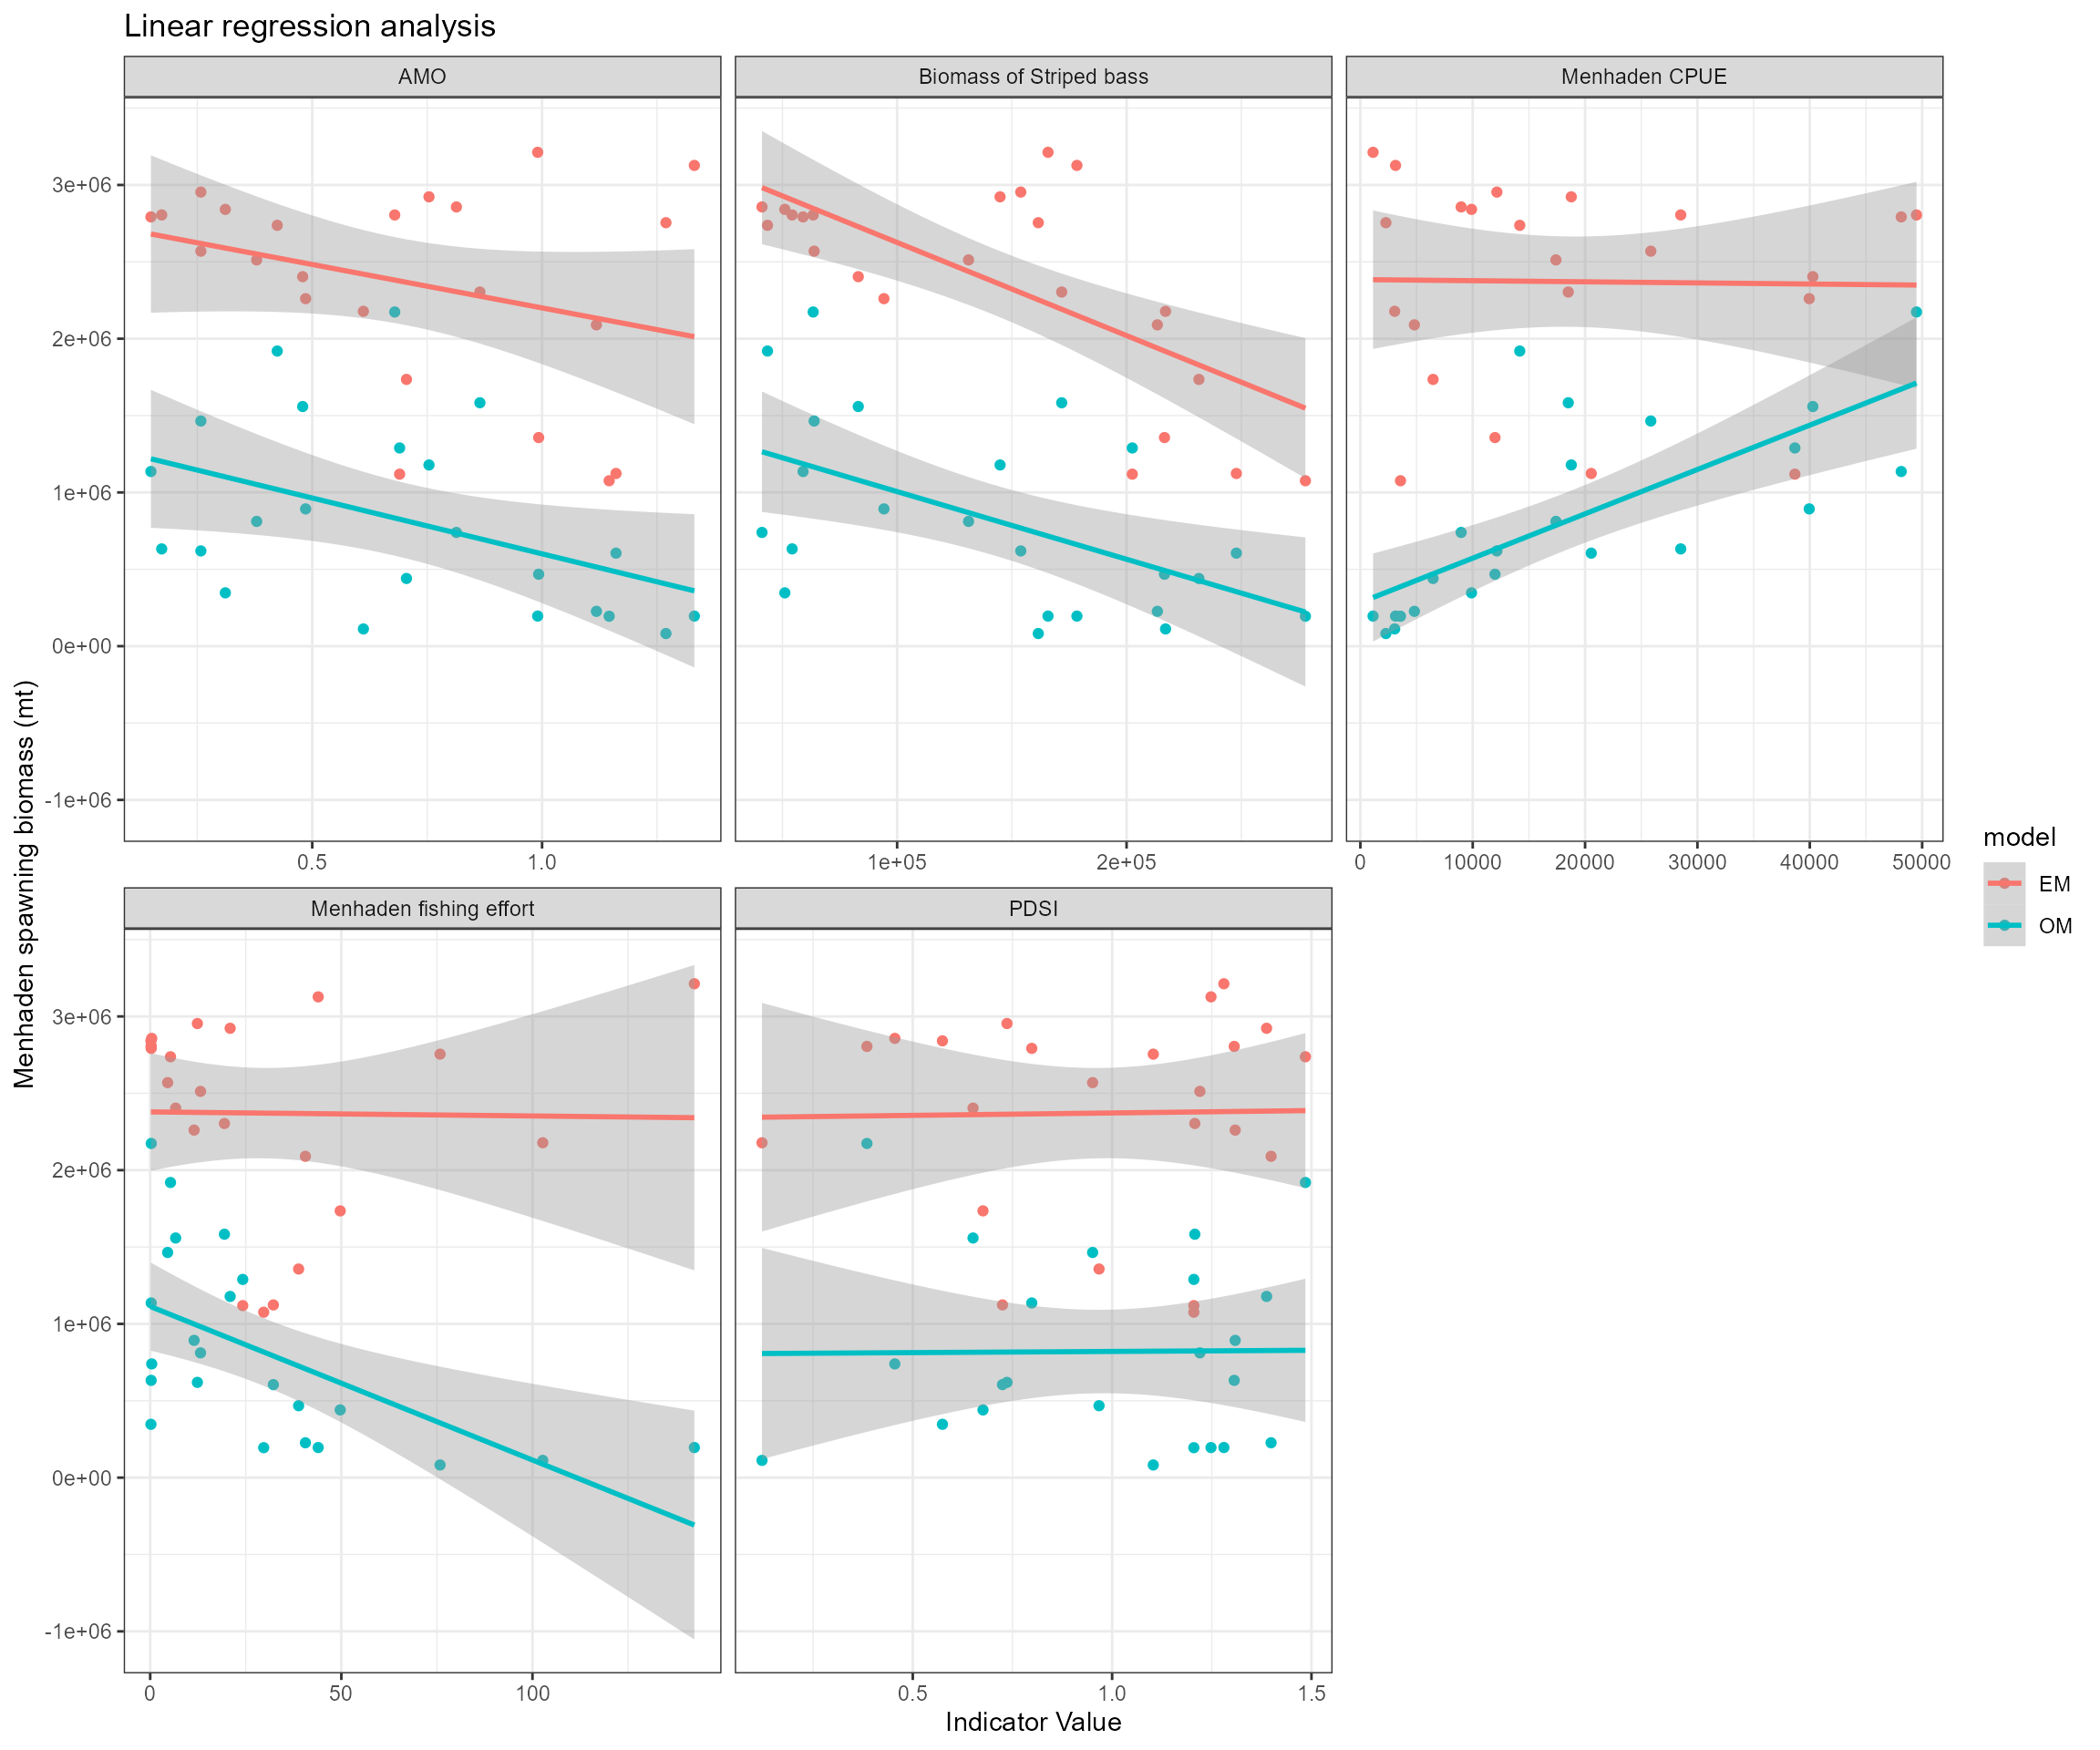 Linear regression analysis
AMO
Biomass of Striped bass
Menhaden CPUE
3e+06
2e+06
1e+06
0e+00
-1e+06
0.5
1.0
1e+05
2e+05
0
10000
20000
30000
40000
50000
Menhaden spawning biomass (mt)
model
EM
OM
Menhaden fishing effort
PDSI
3e+06
2e+06
1e+06
0e+00
-1e+06
0
50
100
0.5
1.0
1.5
Indicator Value